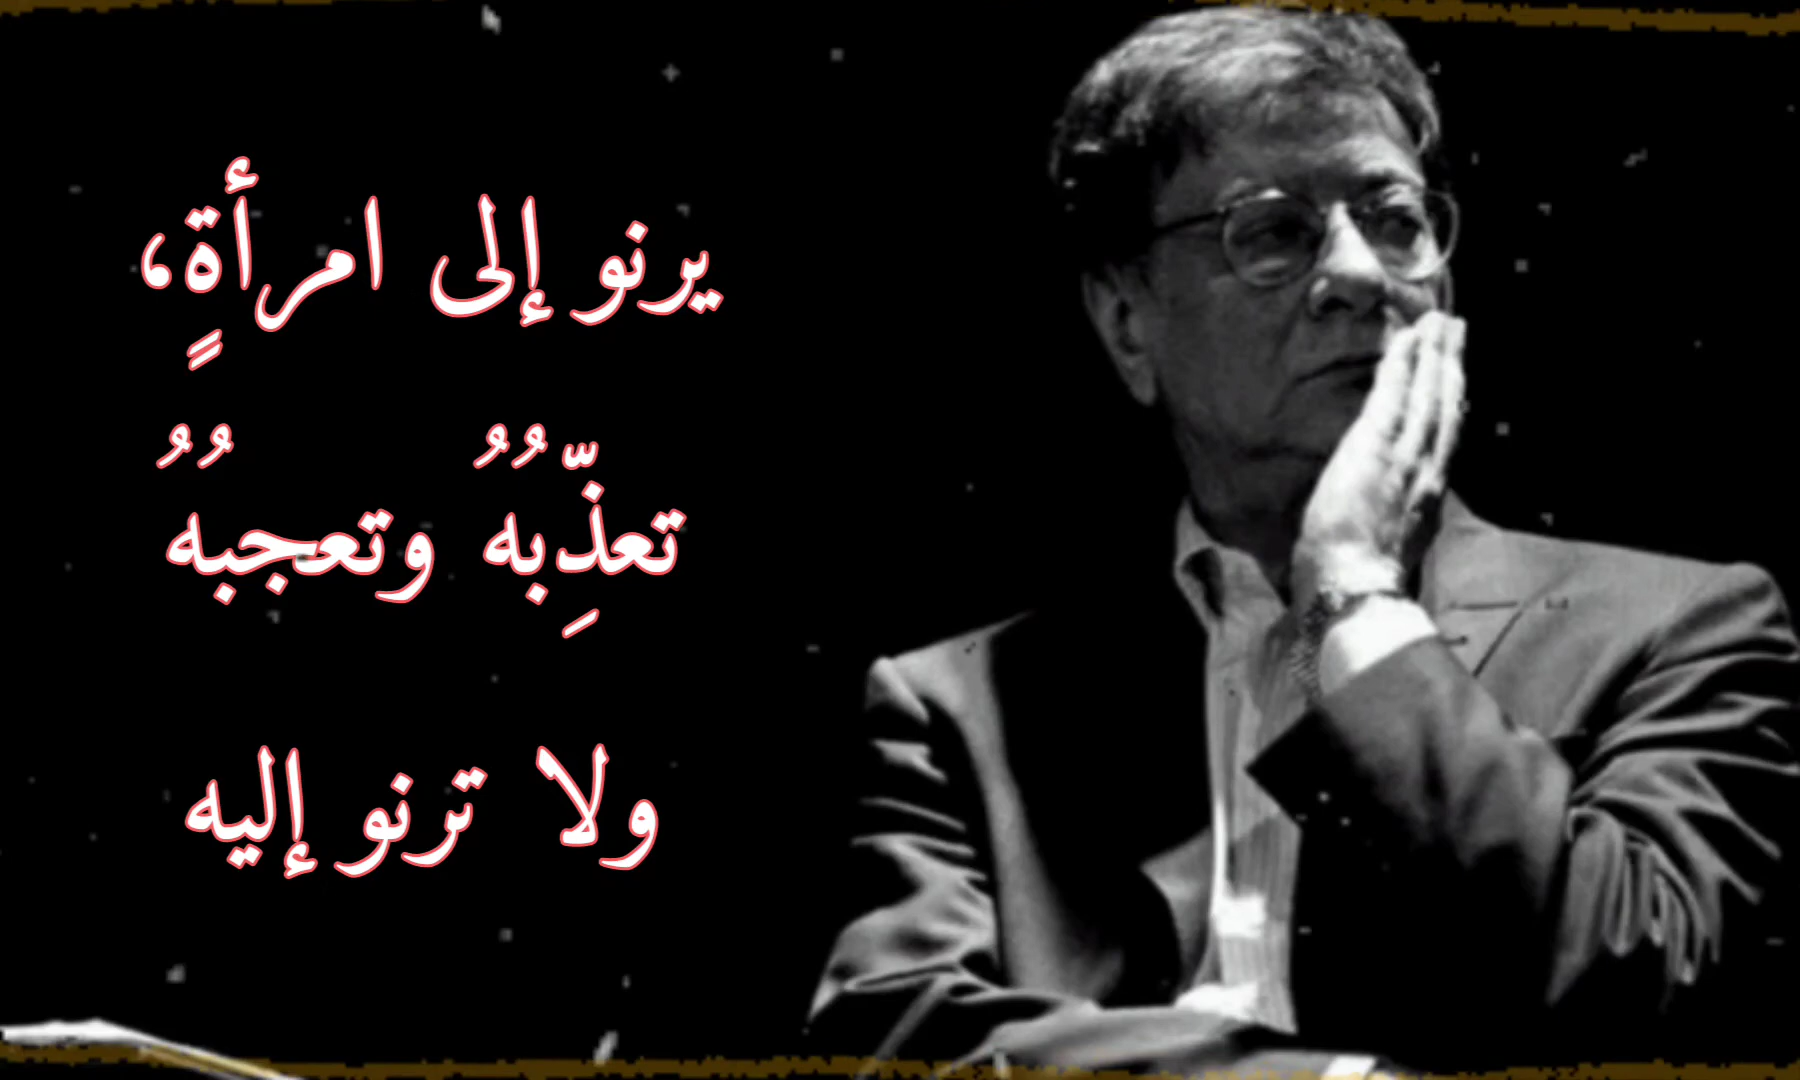 يرنو إلى امرأةٍ،
تعذِّبُهُ وتعجبُهُ
ولا ترنو إليه